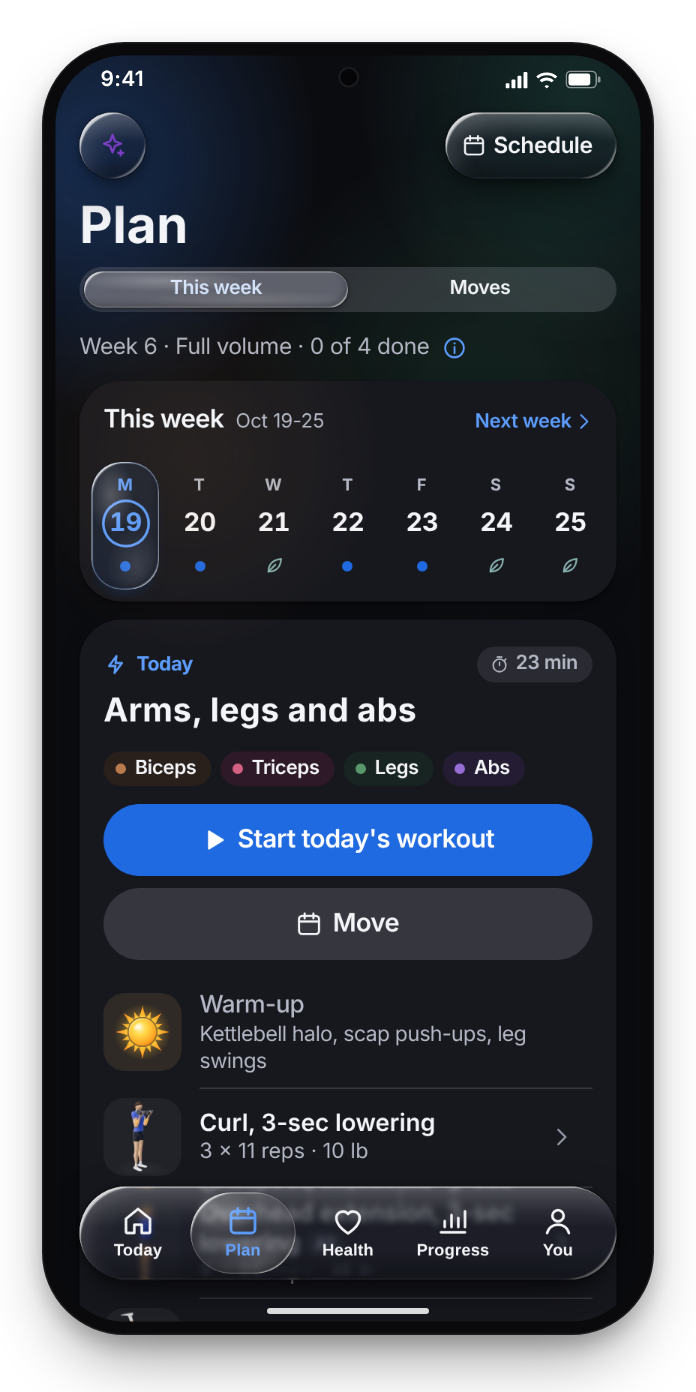 9:41
Schedule
Plan
This week
Moves
Week 6 · Full volume · 0 of 4 done
This week Oct 19-25
Next week
M T W T F S S
19 20 21 22 23 24 25
Today
23 min
Arms, legs and abs
Biceps Triceps Legs Abs
Start today's workout
Move
Warm-up
Kettlebell halo, scap push-ups, leg
swings
Curl, 3-sec lowering
3 × 11 reps · 10 lb
Today Plan Health Progress You